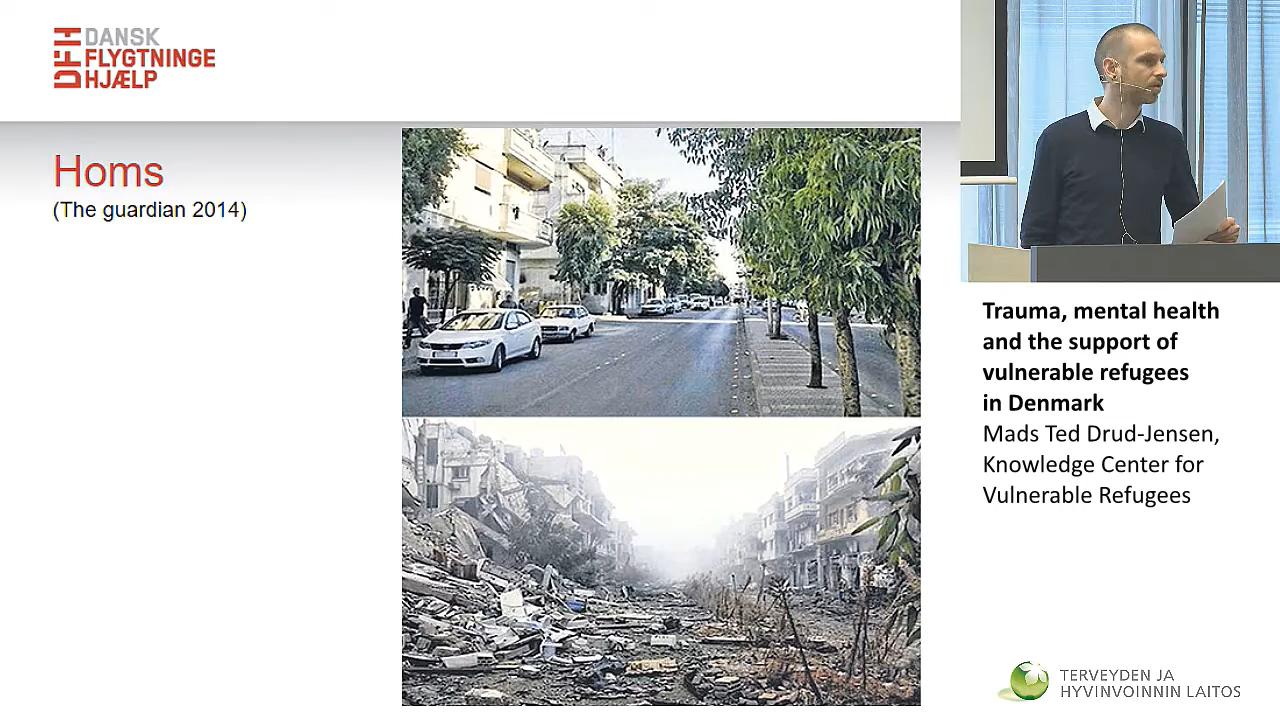 DFH
DANSK
FLYGTNINGE
HJÆLP
Homs
(The guardian 2014)
Trauma, mental health
and the support of
vulnerable refugees
in Denmark
Mads Ted Drud-Jensen,
Knowledge Center for
Vulnerable Refugees
TERVEYDEN JA
HYVINVOINNIN LAITOS